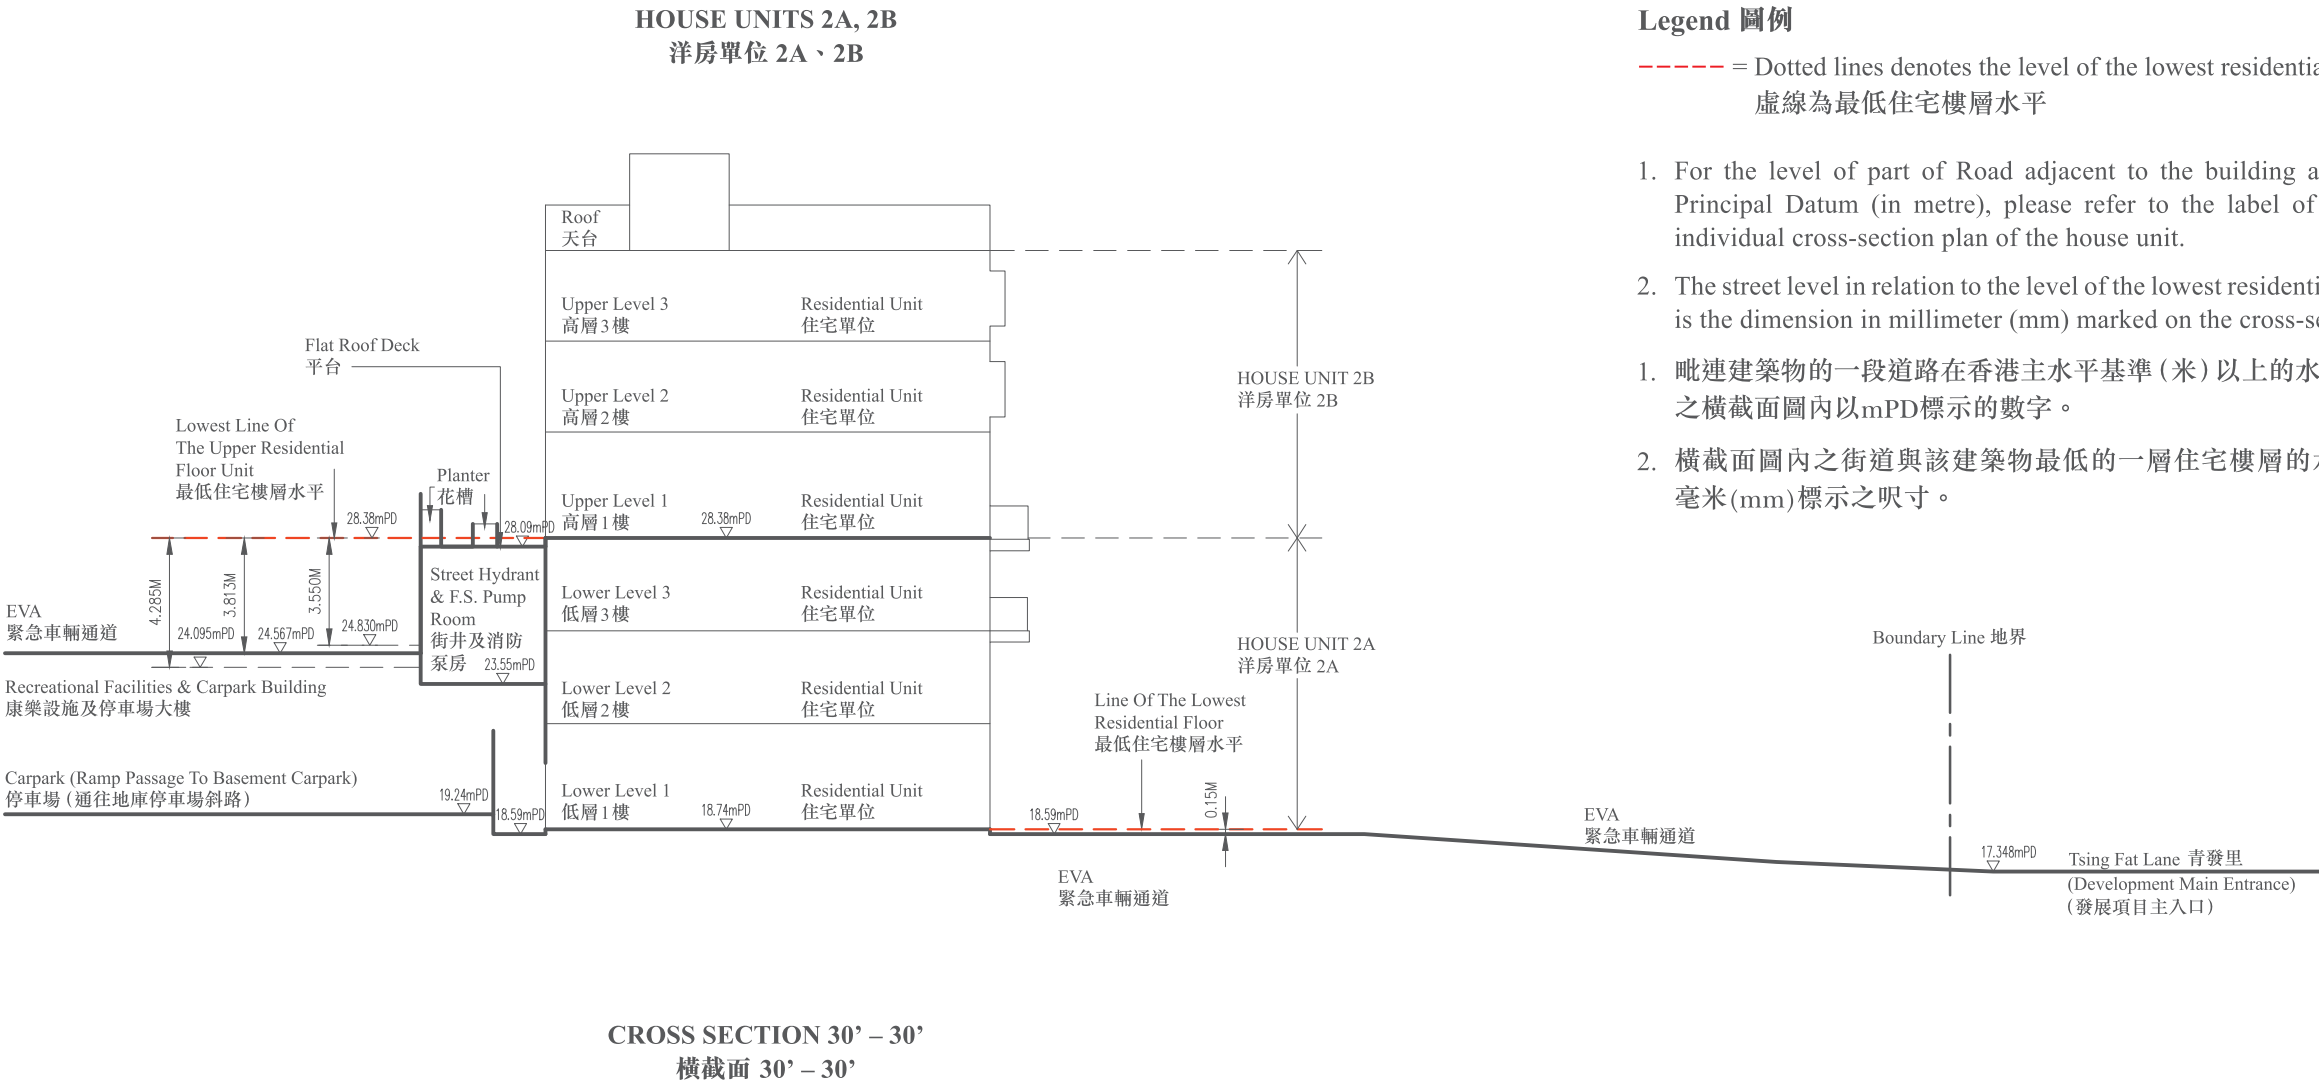 HOUSE UNITS 2A, 2B
洋房單位 2A、2B
Legend 圖例
= Dotted lines denotes the level of the lowest
虛線為最低住宅樓層水平
1. For the level of part of Road adjacent to the building
Principal Datum (in metre), please refer to the label of
individual cross-section plan of the house unit.
2. The street level in relation to the level of the lowest
is the dimension in millimeter (mm) marked on the
1. 毗連建築物的一段道路在香港主水平基準（米）以上的水
之橫截面圖內以mPD標示的數字。
2. 橫截面圖內之街道與該建築物最低的一層住宅樓層的
毫米(mm)標示之呎寸。
Roof
天台
Upper Level 3
高層3樓
Residential Unit
住宅單位
Upper Level 2
高層2樓
Residential Unit
住宅單位
Upper Level 1
高層1樓
28.38mPD
Residential Unit
住宅單位
Lower Level 3
低層3樓
Residential Unit
住宅單位
Lower Level 2
低層2樓
Residential Unit
住宅單位
Lower Level 1
低層1樓
18.74mPD
Residential Unit
住宅單位
Flat Roof Deck
平台
Lowest Line Of
The Upper Residential
Floor Unit
最低住宅樓層水平
Planter
花槽
28.38mPD
28.09mPD
4.285M
3.813M
3.550M
EVA
緊急車輛通道
24.095mPD
24.567mPD
24.830mPD
Street Hydrant
& F.S. Pump
Room
街井及消防
泵房
23.55mPD
Recreational Facilities & Carpark Building
康樂設施及停車場大樓
Carpark (Ramp Passage To Basement Carpark)
停車場（通往地庫停車場斜路）
19.24mPD
18.59mPD
HOUSE UNIT 2B
洋房單位 2B
HOUSE UNIT 2A
洋房單位 2A
Line Of The Lowest
Residential Floor
最低住宅樓層水平
18.59mPD
0.15M
EVA
緊急車輛通道
EVA
緊急車輛通道
Boundary Line 地界
17.348mPD
Tsing Fat Lane 青發里
(Development Main Entrance)
（發展項目主入口）
CROSS SECTION 30’ – 30’
橫截面 30’ – 30’